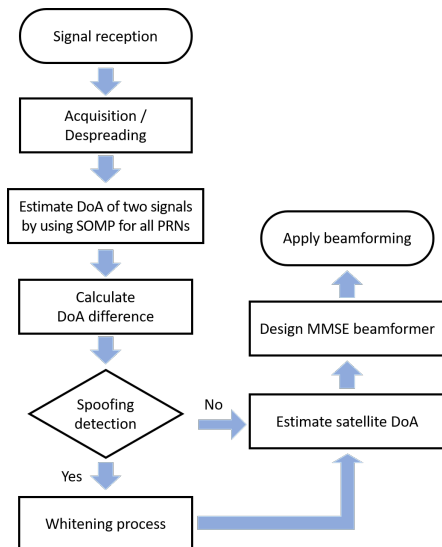 Signal reception
Acquisition /
Despreading
Estimate DoA of two signals
by using SOMP for all PRNs
Calculate
DoA difference
Spoofing
detection
No
Yes
Whitening process
Estimate satellite DoA
Design MMSE beamformer
Apply beamforming